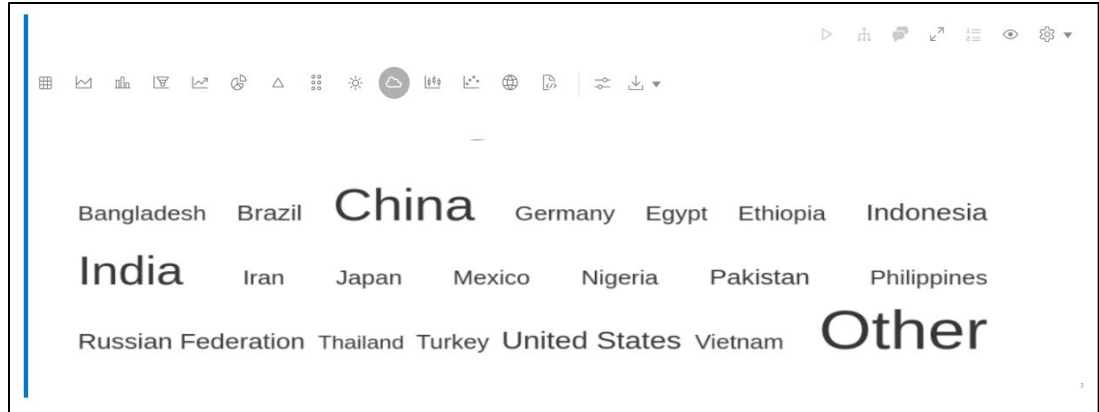 Bangladesh Brazil China Germany Egypt Ethiopia Indonesia
India Iran Japan Mexico Nigeria Pakistan Philippines
Russian Federation Thailand Turkey United States Vietnam Other